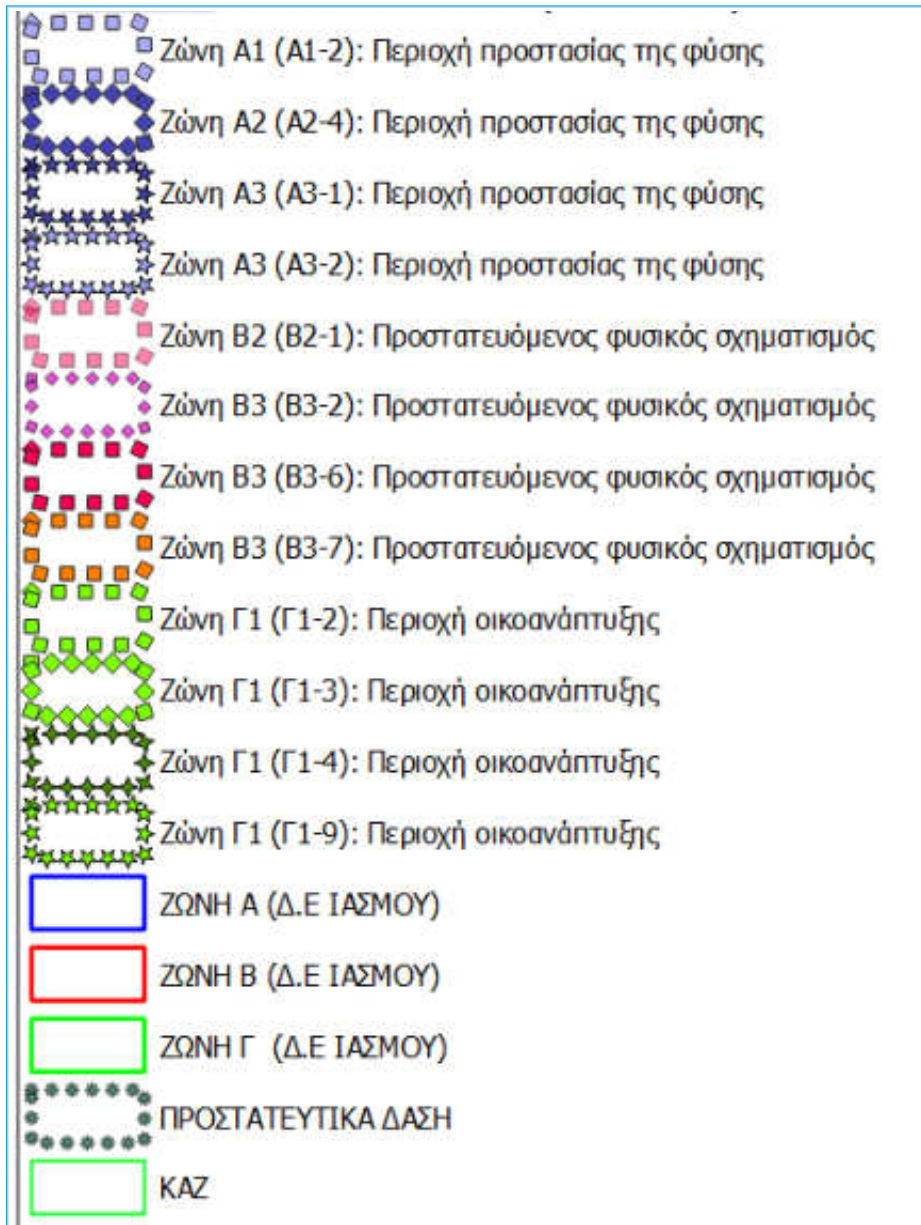 Ζώνη Α1 (Α1-2): Περιοχή προστασίας της φύσης
Ζώνη Α2 (Α2-4): Περιοχή προστασίας της φύσης
Ζώνη Α3 (Α3-1): Περιοχή προστασίας της φύσης
Ζώνη Α3 (Α3-2): Περιοχή προστασίας της φύσης
Ζώνη Β2 (Β2-1): Προστατευόμενος φυσικός σχηματισμός
Ζώνη Β3 (Β3-2): Προστατευόμενος φυσικός σχηματισμός
Ζώνη Β3 (Β3-6): Προστατευόμενος φυσικός σχηματισμός
Ζώνη Β3 (Β3-7): Προστατευόμενος φυσικός σχηματισμός
Ζώνη Γ1 (Γ1-2): Περιοχή οικοανάπτυξης
Ζώνη Γ1 (Γ1-3): Περιοχή οικοανάπτυξης
Ζώνη Γ1 (Γ1-4): Περιοχή οικοανάπτυξης
Ζώνη Γ1 (Γ1-9): Περιοχή οικοανάπτυξης
ΖΩΝΗ Α (Δ.Ε ΙΑΣΜΟΥ)
ΖΩΝΗ Β (Δ.Ε ΙΑΣΜΟΥ)
ΖΩΝΗ Γ (Δ.Ε ΙΑΣΜΟΥ)
ΠΡΟΣΤΑΤΕΥΤΙΚΑ ΔΑΣΗ
ΚΑΖ